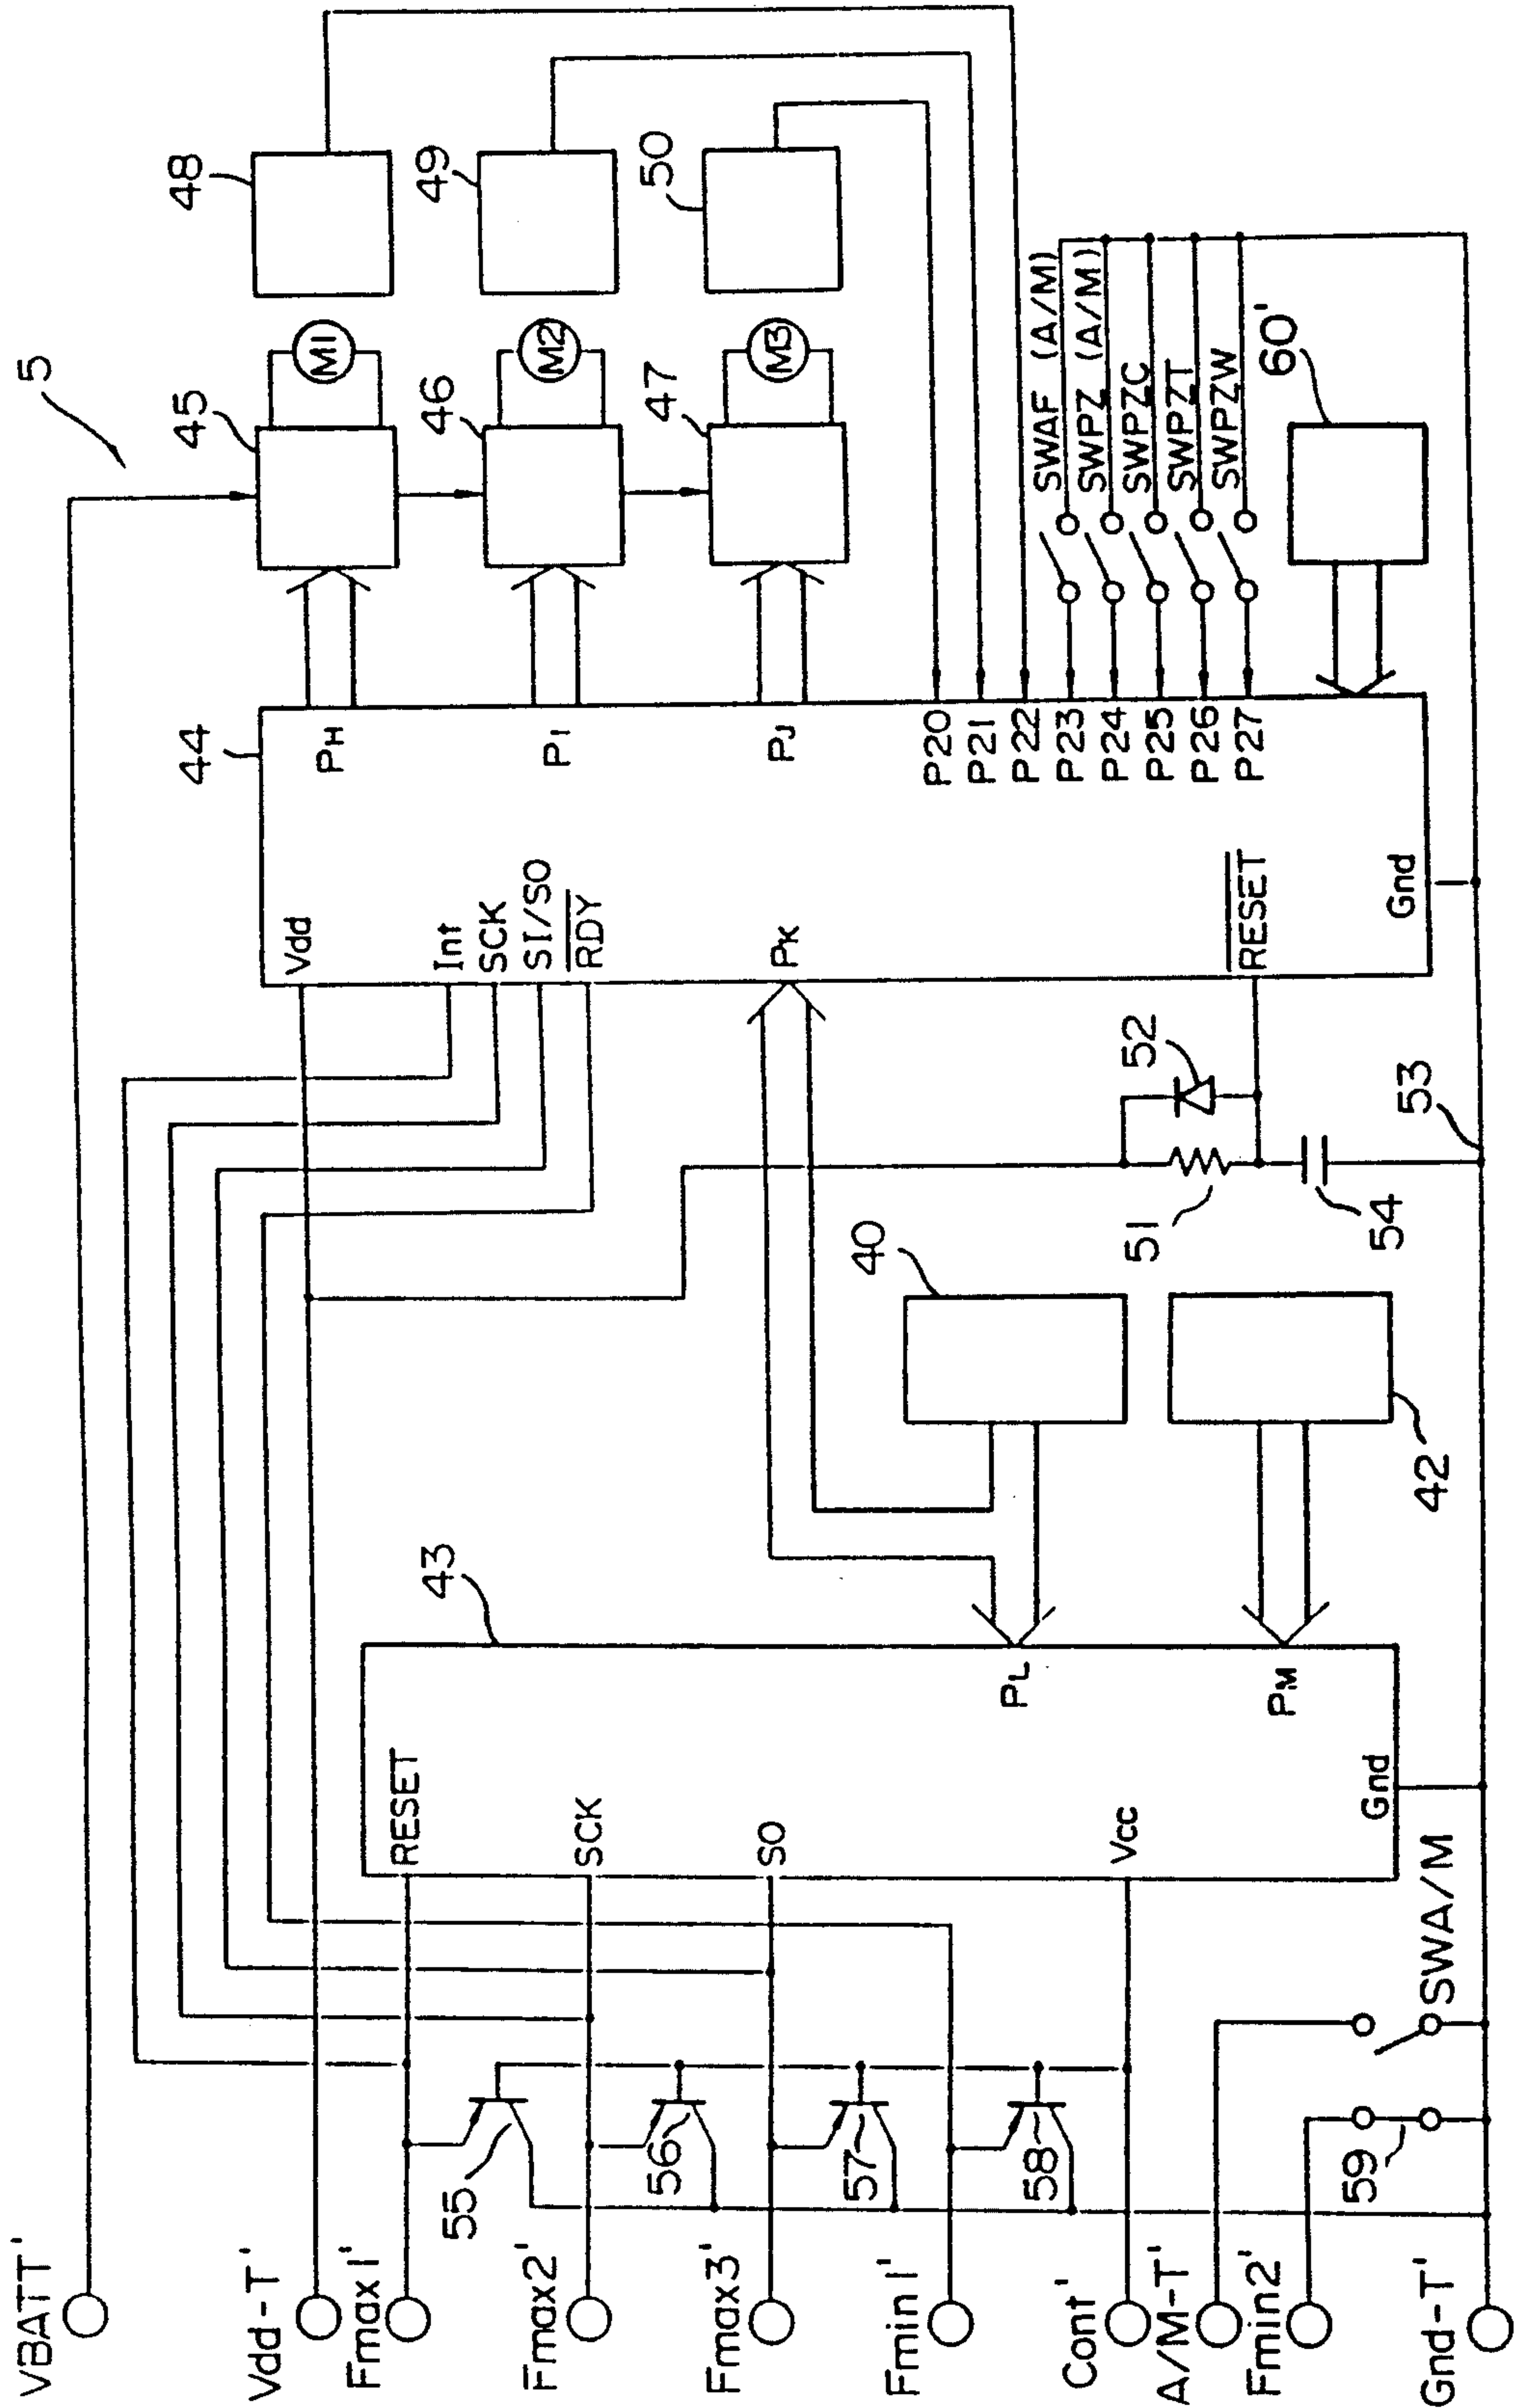 5
VBATT'
Vdd-T'
Fmax1'
Fmax2'
Fmax3'
Fmin1'
Cont'
A/M-T'
Fmin2'
Gnd-T'
55
56
57
58
59
SWA/M
43
RESET
SCK
SO
Vcc
Gnd
PL
PM
40
42
51
52
53
54
44
Vdd
Int
SCK
SI/SO
RDY
PK
RESET
Gnd
PH
PI
PJ
P20
P21
P22
P23
P24
P25
P26
P27
45
46
47
M1
M2
M3
48
49
50
SWAF (A/M)
SWPZ (A/M)
SWPZC
SWPZT
SWPZW
60'